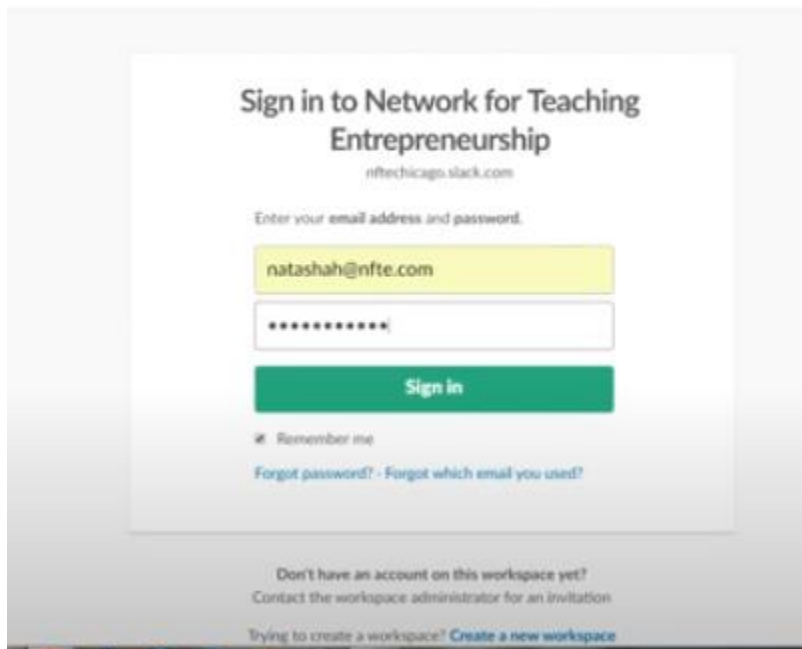 Sign in to Network for Teaching
Entrepreneurship
nftechicago.slack.com
Enter your email address and password.
natashah@nfte.com
•••••••••••
Sign in
Remember me
Forgot password? - Forgot which email you used?
Don't have an account on this workspace yet?
Contact the workspace administrator for an invitation
Trying to create a workspace? Create a new workspace